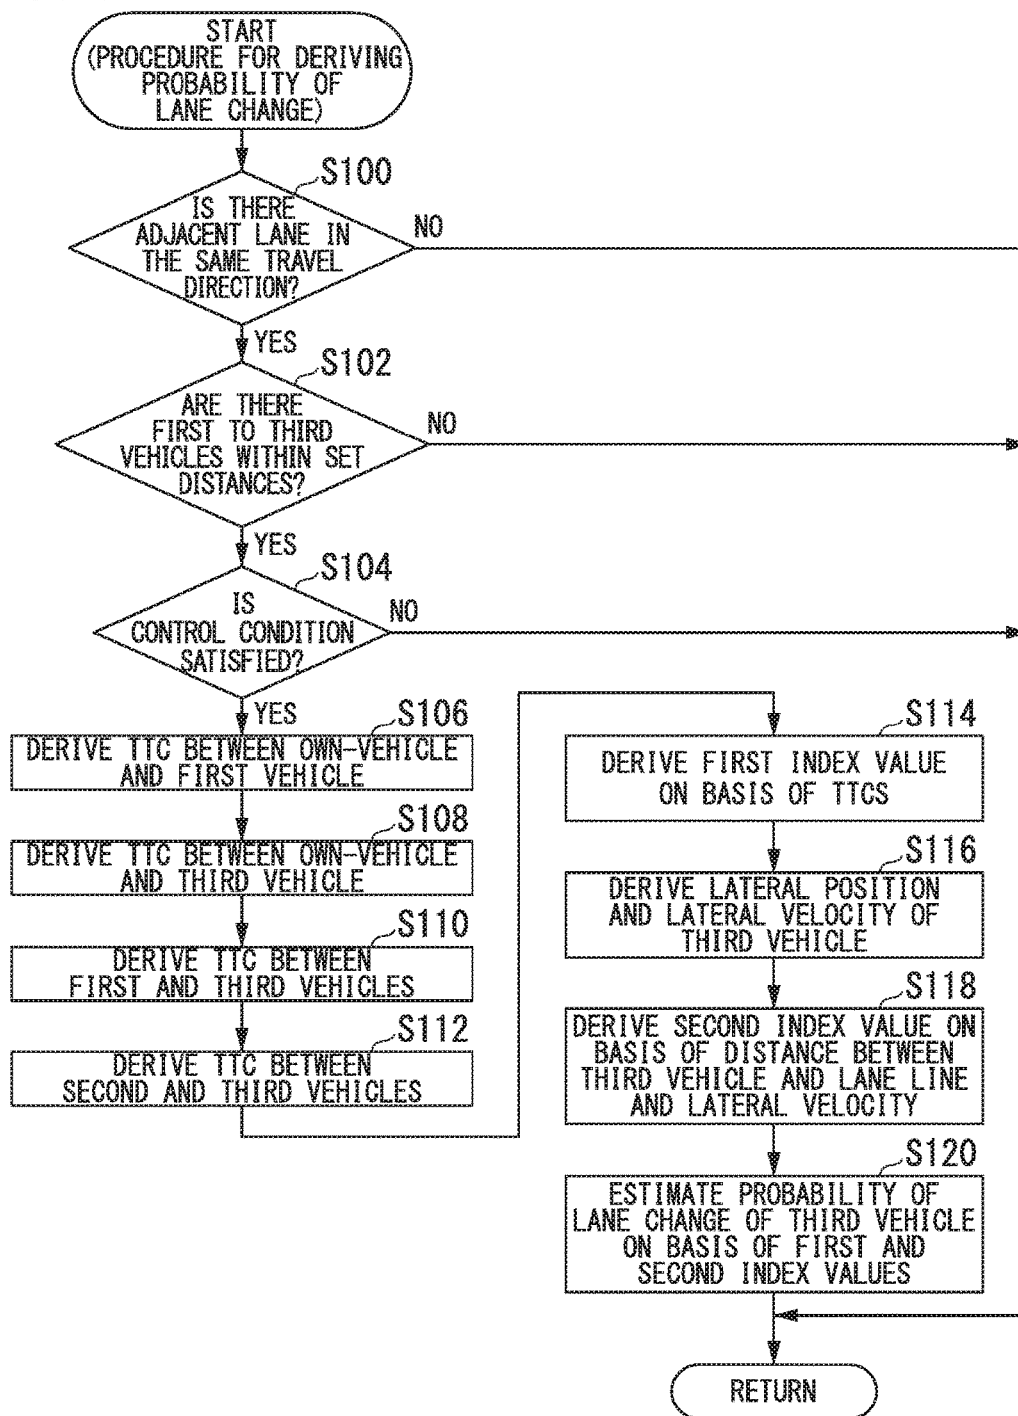 START
(PROCEDURE FOR DERIVING
PROBABILITY OF
LANE CHANGE)
S100
IS THERE
ADJACENT LANE IN
THE SAME TRAVEL
DIRECTION?
NO
YES
S102
ARE THERE
FIRST TO THIRD
VEHICLES WITHIN SET
DISTANCES?
NO
YES
S104
IS
CONTROL CONDITION
SATISFIED?
NO
YES
S106
DERIVE TTC BETWEEN OWN-VEHICLE
AND FIRST VEHICLE
S108
DERIVE TTC BETWEEN OWN-VEHICLE
AND THIRD VEHICLE
S110
DERIVE TTC BETWEEN
FIRST AND THIRD VEHICLES
S112
DERIVE TTC BETWEEN
SECOND AND THIRD VEHICLES
S114
DERIVE FIRST INDEX VALUE
ON BASIS OF TTCS
S116
DERIVE LATERAL POSITION
AND LATERAL VELOCITY OF
THIRD VEHICLE
S118
DERIVE SECOND INDEX VALUE ON
BASIS OF DISTANCE BETWEEN
THIRD VEHICLE AND LANE LINE
AND LATERAL VELOCITY
S120
ESTIMATE PROBABILITY OF
LANE CHANGE OF THIRD VEHICLE
ON BASIS OF FIRST AND
SECOND INDEX VALUES
RETURN